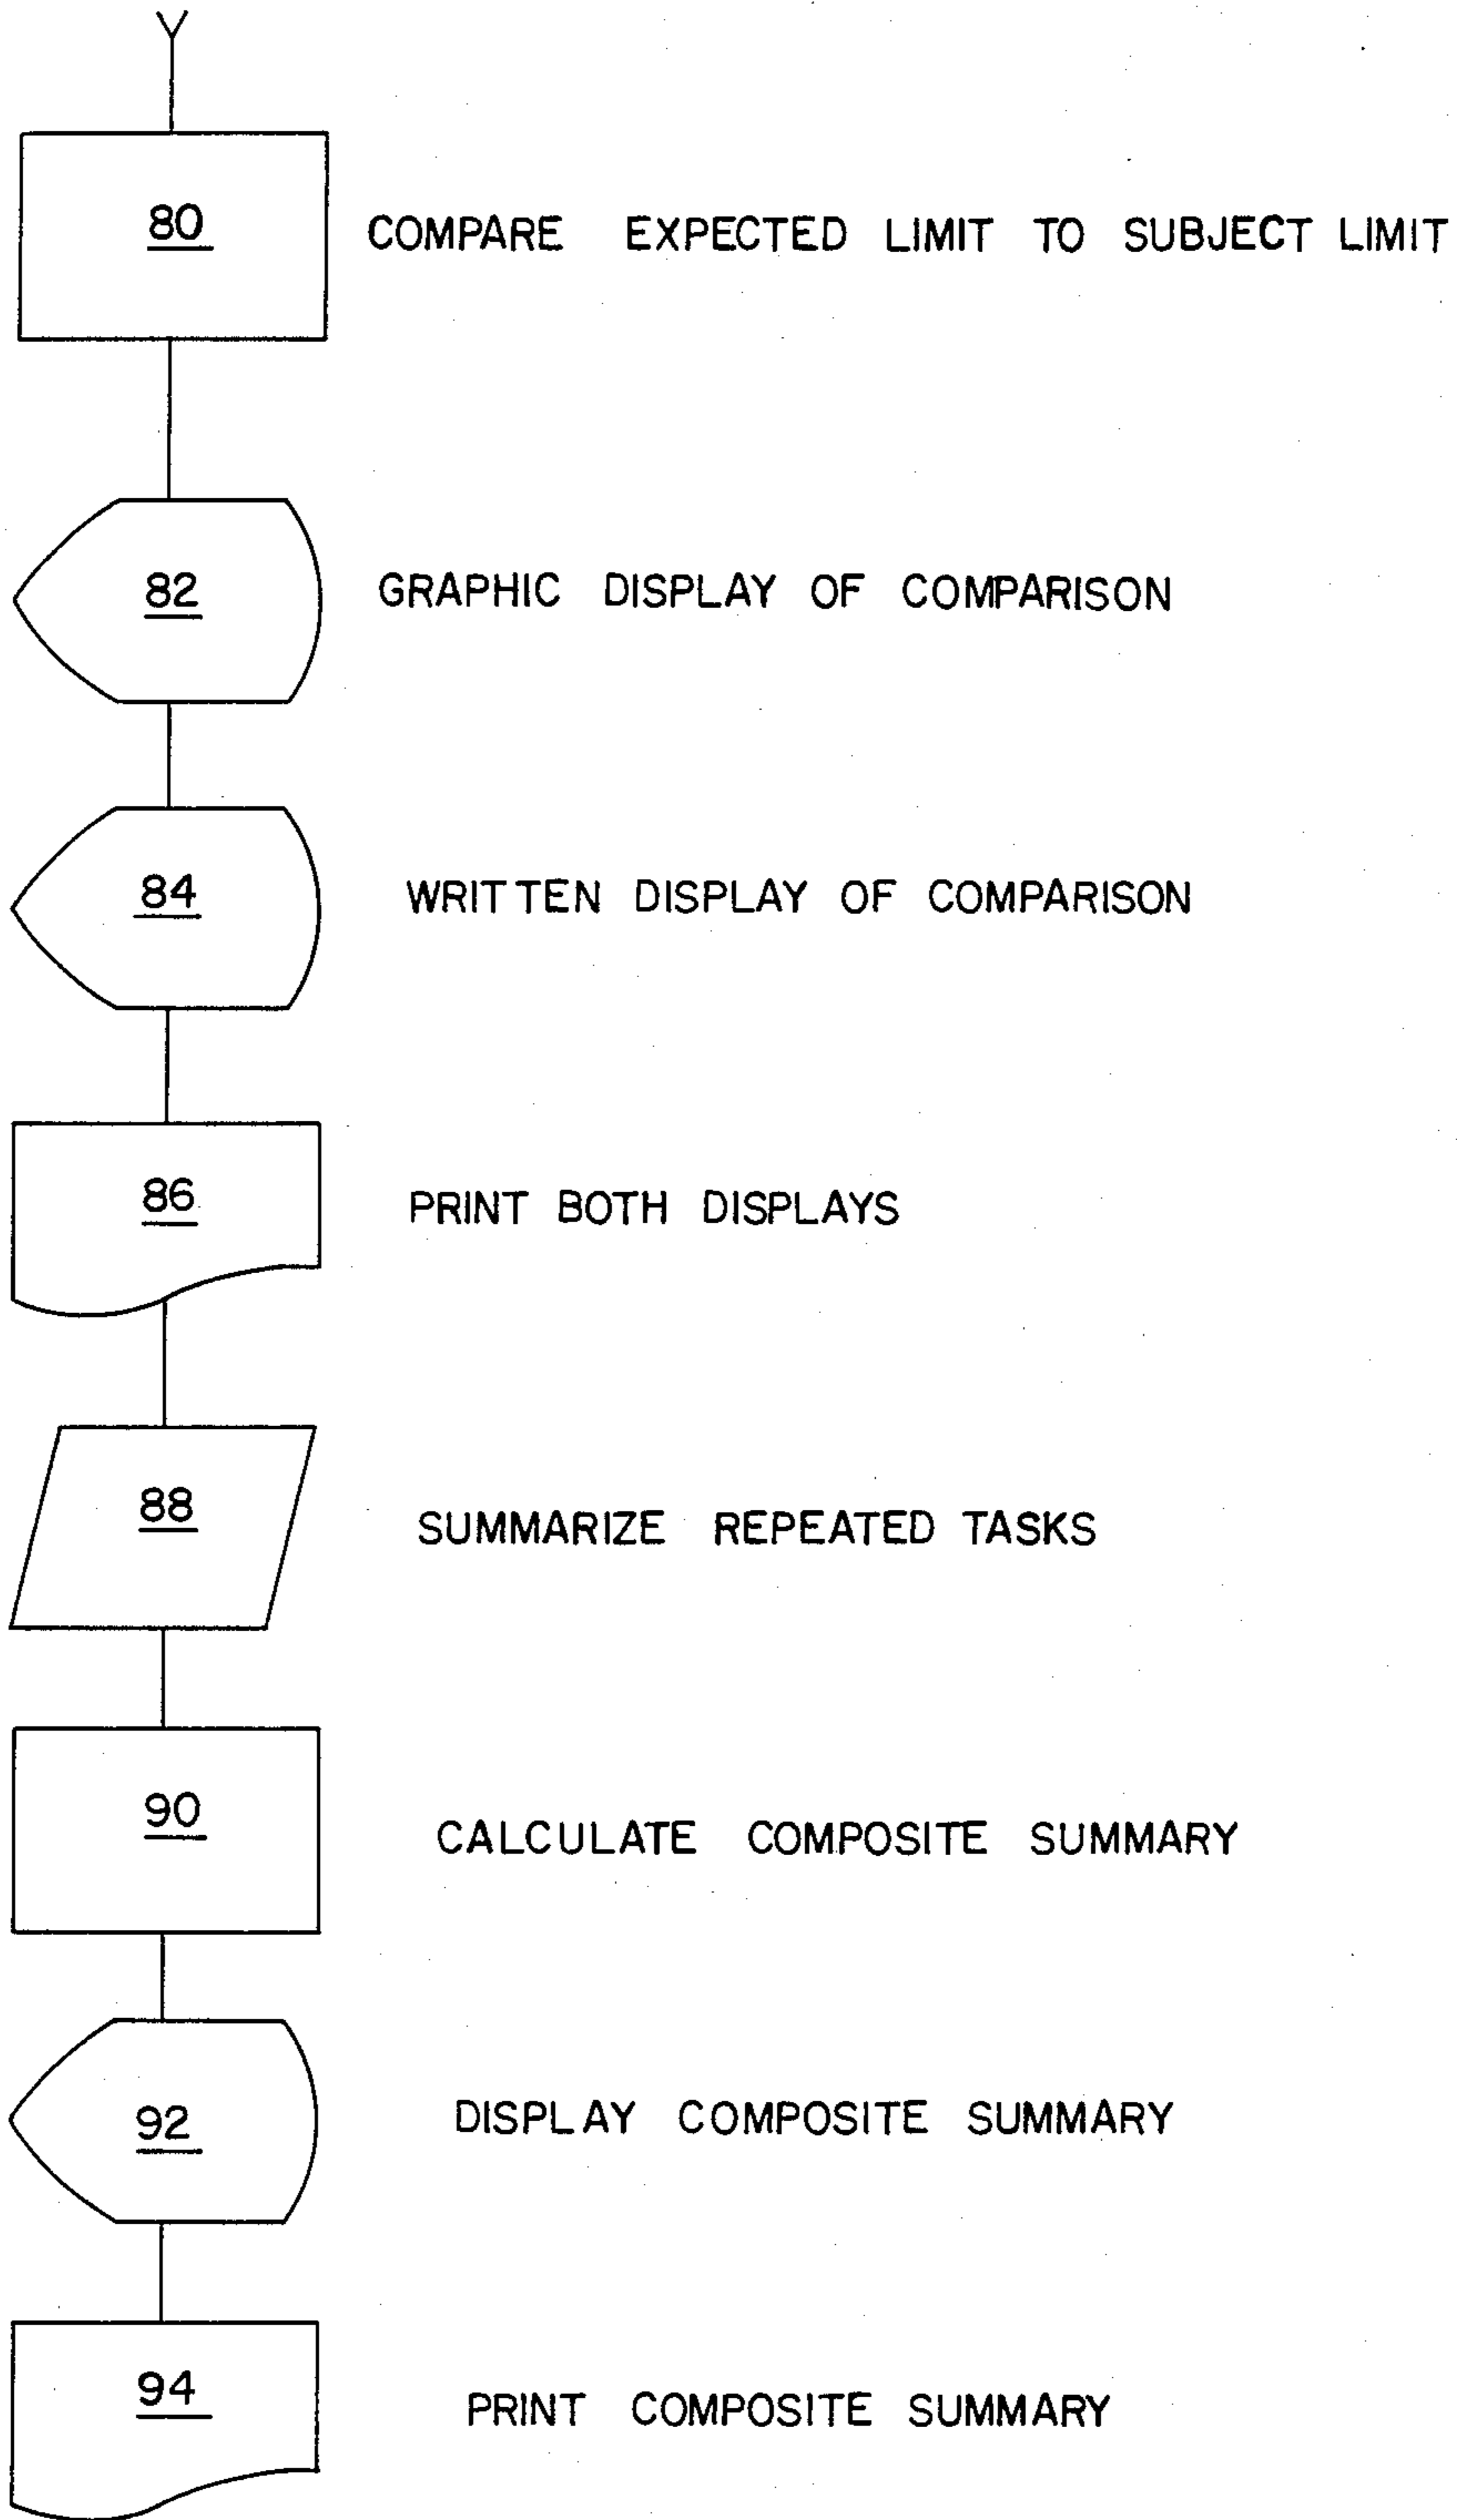 80 COMPARE EXPECTED LIMIT TO SUBJECT LIMIT
82 GRAPHIC DISPLAY OF COMPARISON
84 WRITTEN DISPLAY OF COMPARISON
86 PRINT BOTH DISPLAYS
88 SUMMARIZE REPEATED TASKS
90 CALCULATE COMPOSITE SUMMARY
92 DISPLAY COMPOSITE SUMMARY
94 PRINT COMPOSITE SUMMARY